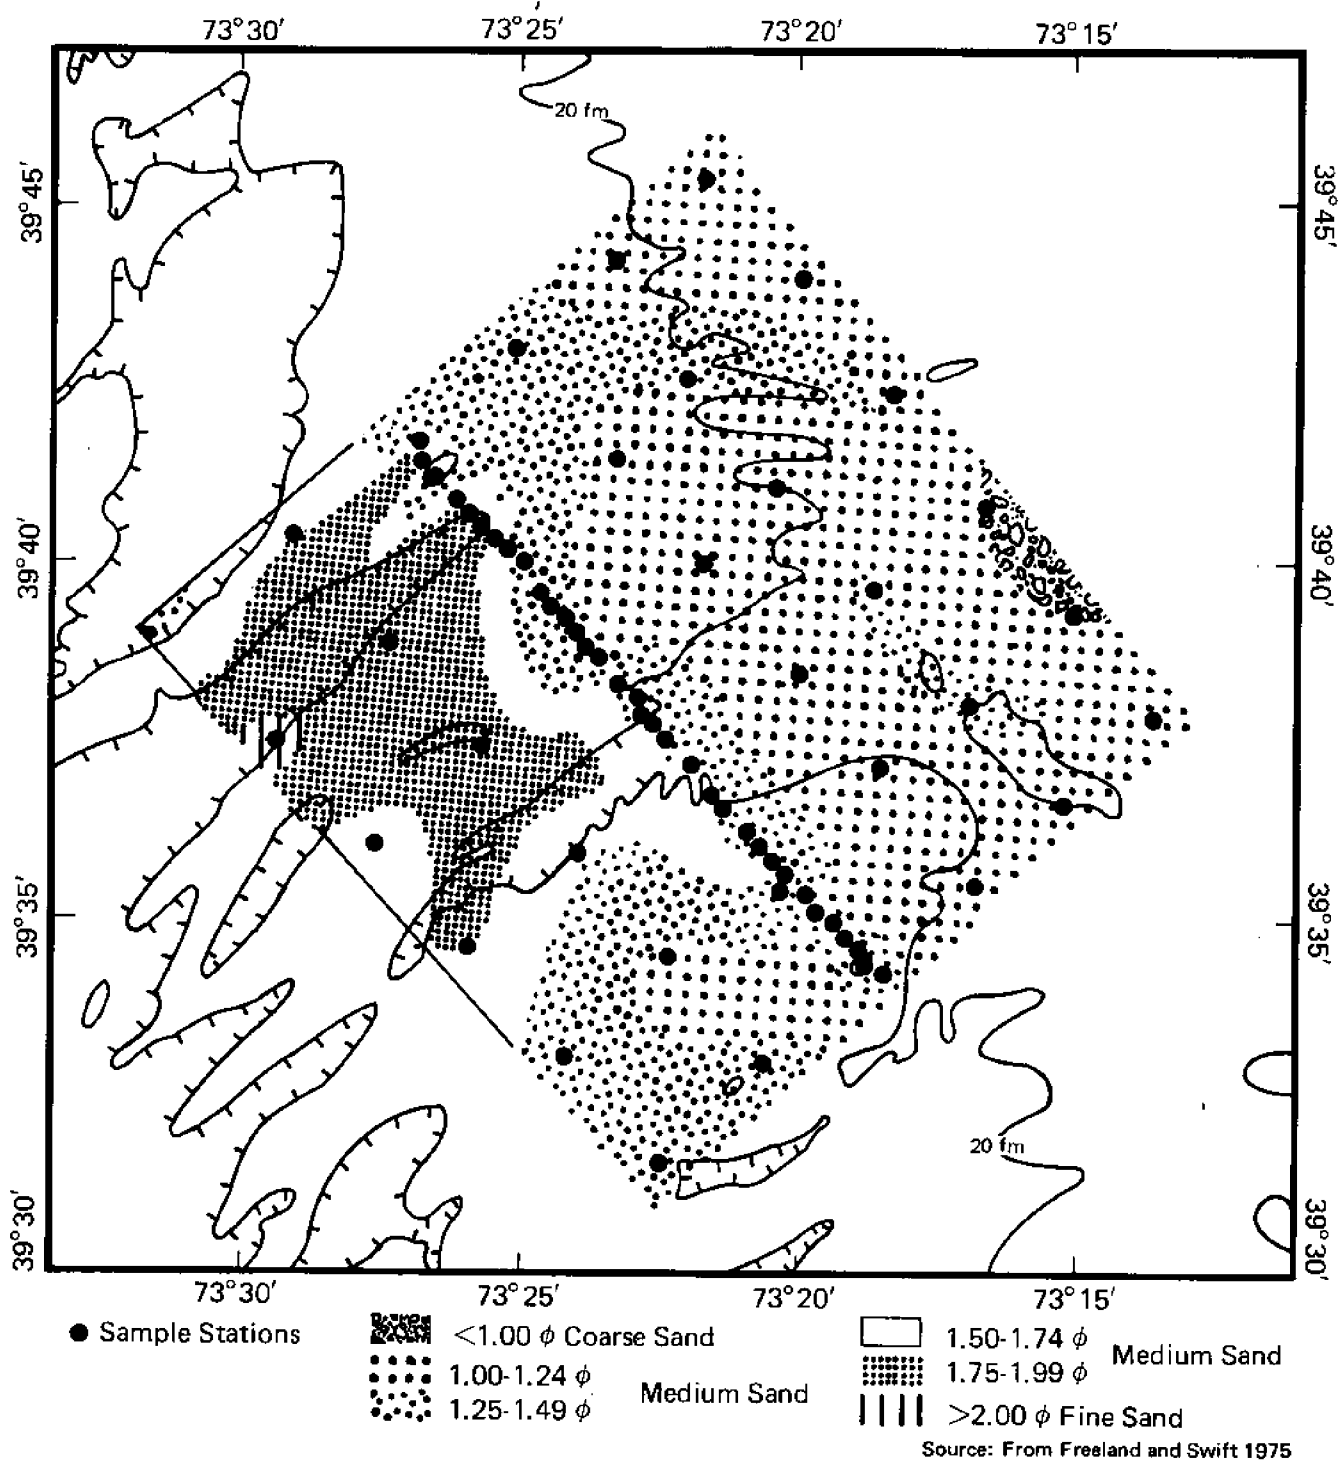 73°30′ 73°25′ 73°20′ 73°15′
20 fm
39°45′ 39°45′
39°40′ 39°40′
39°35′ 39°35′
20 fm
39°30′ 39°30′
73°30′ 73°25′ 73°20′ 73°15′
Sample Stations
<1.00 ϕ Coarse Sand
1.00-1.24 ϕ
Medium Sand
1.25-1.49 ϕ
1.50-1.74 ϕ
Medium Sand
1.75-1.99 ϕ
>2.00 ϕ Fine Sand
Source: From Freeland and Swift 1975